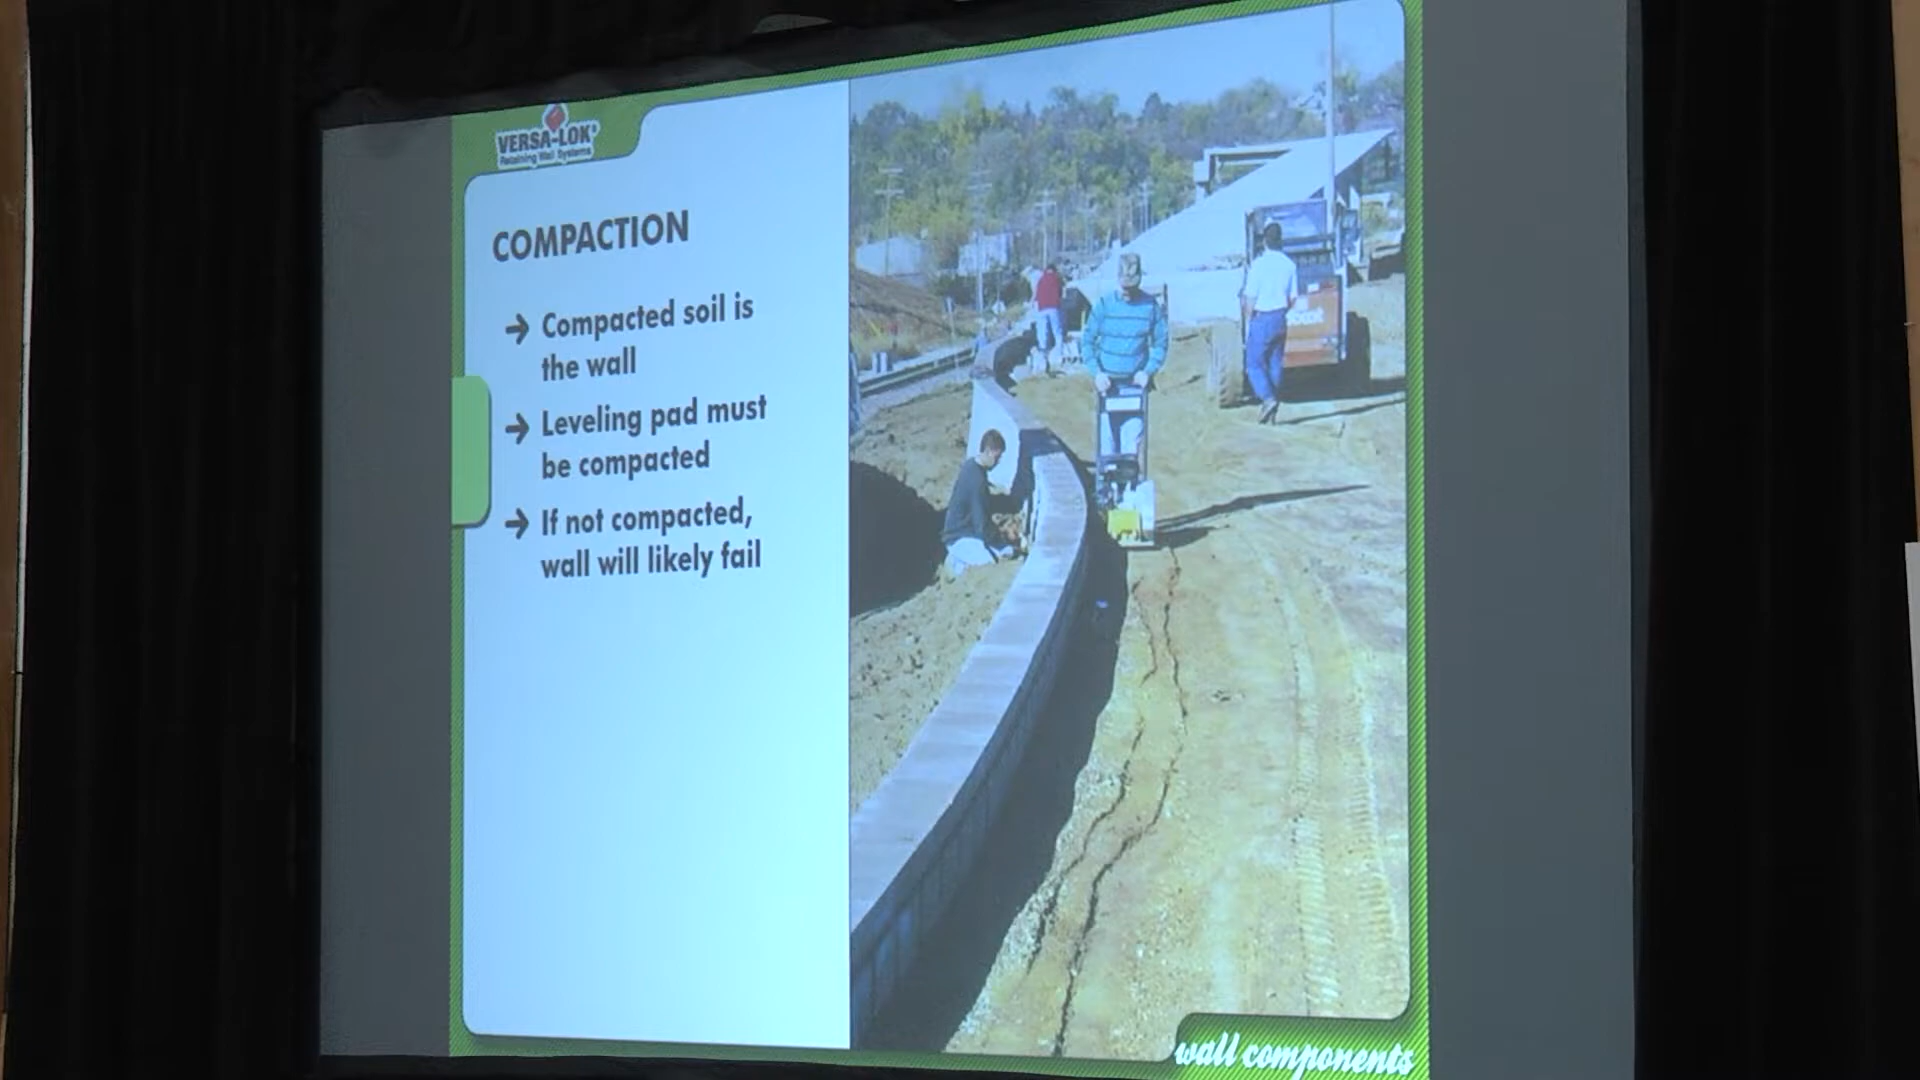 VERSA-LOK®
Retaining Wall Systems
COMPACTION
→ Compacted soil is
the wall
→ Leveling pad must
be compacted
→ If not compacted,
wall will likely fail
wall components